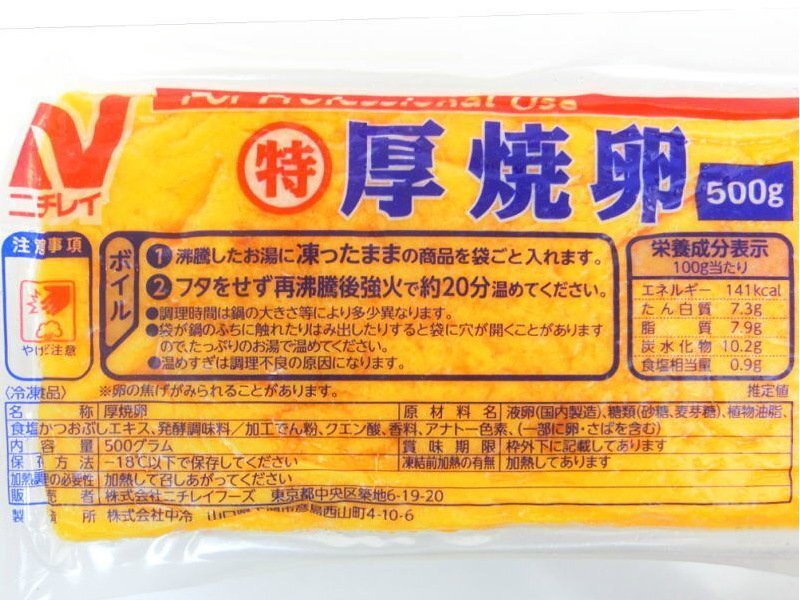 For Professional Use
ニチレイ
特 厚焼卵 500g
注意事項
やけど注意
ボイル
1 沸騰したお湯に凍ったままの商品を袋ごと入れます。
2 フタをせず再沸騰後強火で約20分温めてください。
●調理時間は鍋の大きさ等により多少異なります。
●袋が鍋のふちに触れたりはみ出したりすると袋に穴が開くことがあります
ので、たっぷりのお湯で温めてください。
●温めすぎは調理不良の原因になります。
栄養成分表示
100g当たり
エネルギー 141kcal
たん白質 7.3g
脂質 7.9g
炭水化物 10.2g
食塩相当量 0.9g
推定値
〈冷凍食品〉 ※卵の焦げがみられることがあります。
名称 厚焼卵 原材料名 液卵(国内製造)、糖類(砂糖、麦芽糖)、植物油脂、
食塩、かつおぶしエキス、発酵調味料／加工でん粉、クエン酸、香料、アナトー色素、(一部に卵・さばを含む)
内容量 500グラム 賞味期限 枠外下に記載してあります
保存方法 −18℃以下で保存してください 凍結前加熱の有無 加熱してあります
加熱調理の必要性 加熱して召しあがってください
販売者 株式会社ニチレイフーズ 東京都中央区築地6-19-20
製造所 株式会社中冷 山口県下関市彦島西山町4-10-6